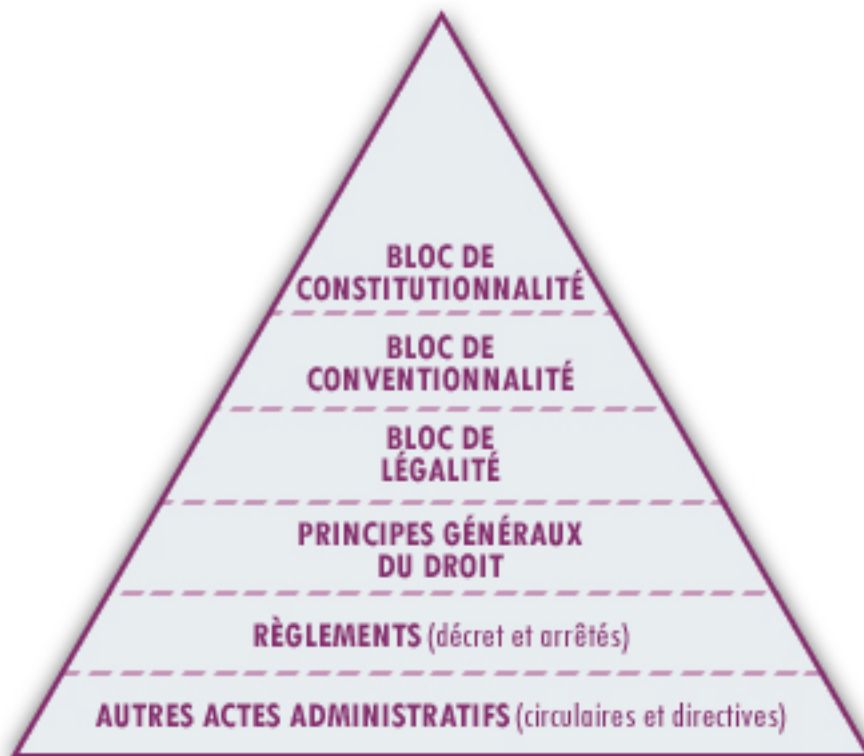 BLOC DE
CONSTITUTIONNALITÉ
BLOC DE
CONVENTIONNALITÉ
BLOC DE
LÉGALITÉ
PRINCIPES GÉNÉRAUX
DU DROIT
RÈGLEMENTS (décret et arrêtés)
AUTRES ACTES ADMINISTRATIFS (circulaires et directives)